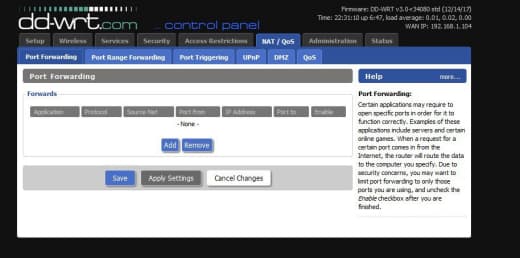 Firmware: DD-WRT v3.0-r34080 std (12/14/17)
Time: 22:31:10 up 6:47, load average: 0.01, 0.02, 0.00
WAN IP: 192.168.1.104
dd-wrt.com ... control panel
Setup Wireless Services Security Access Restrictions NAT / QoS Administration Status
Port Forwarding Port Range Forwarding Port Triggering UPnP DMZ QoS
Port Forwarding
Forwards
Application Protocol Source Net Port from IP Address Port to Enable
- None -
Add Remove
Save Apply Settings Cancel Changes
Help more...
Port Forwarding:
Certain applications may require to
open specific ports in order for it to
function correctly. Examples of these
applications include servers and certain
online games. When a request for a
certain port comes in from the
Internet, the router will route the data
to the computer you specify. Due to
security concerns, you may want to
limit port forwarding to only those
ports you are using, and uncheck the
Enable checkbox after you are
finished.